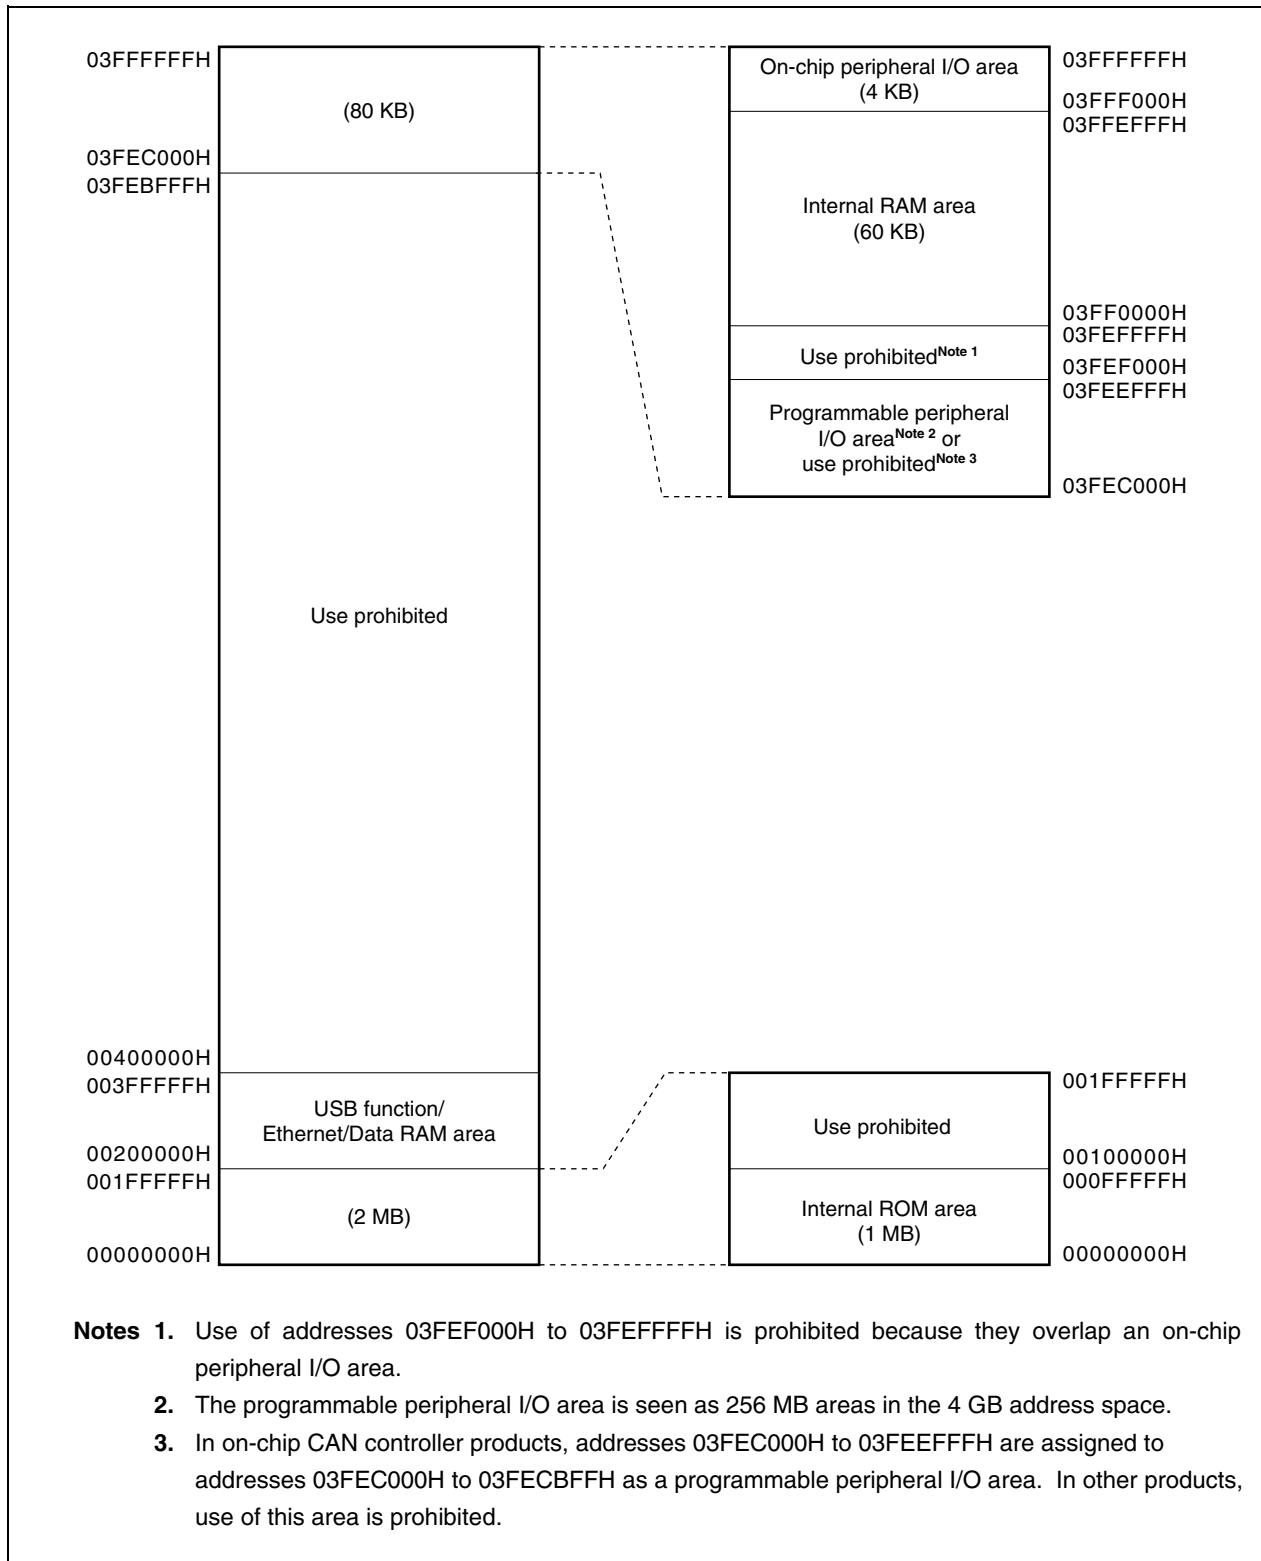 03FFFFFFH
(80 KB)
03FEC000H
03FEBFFFH
Use prohibited
00400000H
003FFFFFH
USB function/
Ethernet/Data RAM area
00200000H
001FFFFFH
(2 MB)
00000000H
On-chip peripheral I/O area
(4 KB)
03FFFFFFH
03FFF000H
03FFEFFFH
Internal RAM area
(60 KB)
03FF0000H
03FEFFFFH
Use prohibitedNote 1
03FEF000H
03FEEFFFH
Programmable peripheral
I/O areaNote 2 or
use prohibitedNote 3
03FEC000H
001FFFFFH
Use prohibited
00100000H
000FFFFFH
Internal ROM area
(1 MB)
00000000H
Notes 1. Use of addresses 03FEF000H to 03FEFFFFH is prohibited because they overlap an on-chip
peripheral I/O area.
2. The programmable peripheral I/O area is seen as 256 MB areas in the 4 GB address space.
3. In on-chip CAN controller products, addresses 03FEC000H to 03FEEFFFH are assigned to
addresses 03FEC000H to 03FECBFFH as a programmable peripheral I/O area. In other products,
use of this area is prohibited.